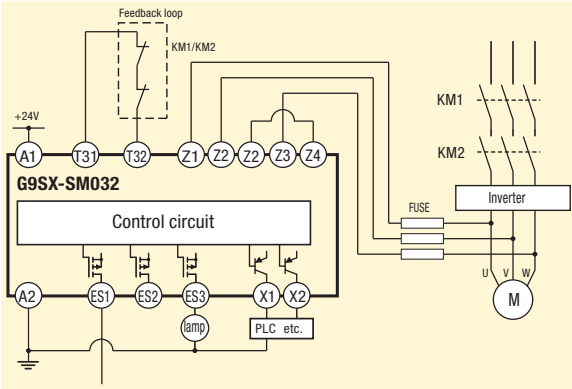 Feedback loop
KM1/KM2
+24V
KM1
KM2
A1 T31 T32 Z1 Z2 Z2 Z3 Z4
G9SX-SM032
Control circuit
FUSE
Inverter
U V W
M
A2 ES1 ES2 ES3 X1 X2
lamp
PLC etc.